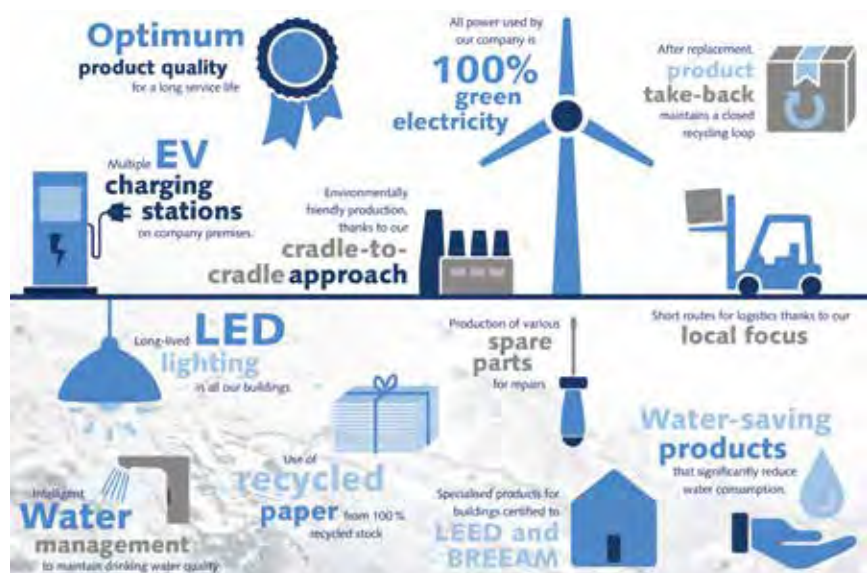 Optimum
product quality
for a long service life
All power used by
our company is
100%
green
electricity
After replacement,
product
take-back
maintains a closed
recycling loop
Multiple EV
charging
stations
on company premises.
Environmentally
friendly production,
thanks to our
cradle-to-
cradle approach
Long-lived LED
lighting
in all our buildings
Production of various
spare
parts
for repairs
Short routes for logistics thanks to our
local focus
Use of
recycled
paper from 100 %
recycled stock
Water-saving
products
that significantly reduce
water consumption.
Intelligent
Water
management
to maintain drinking water quality
Specialised products for
buildings certified to
LEED and
BREEAM